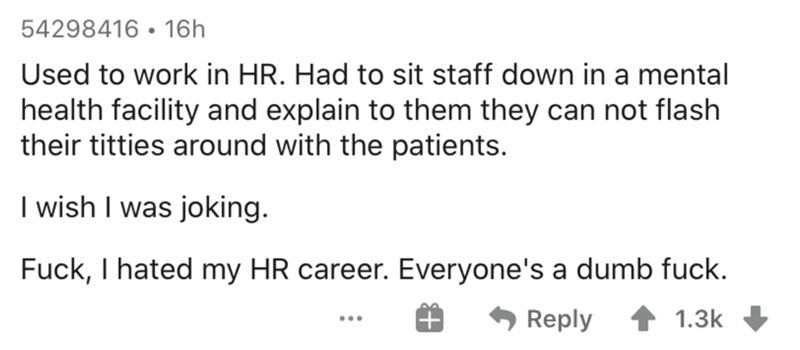 54298416 • 16h
Used to work in HR. Had to sit staff down in a mental
health facility and explain to them they can not flash
their titties around with the patients.
I wish I was joking.
Fuck, I hated my HR career. Everyone's a dumb fuck.
... Reply 1.3k